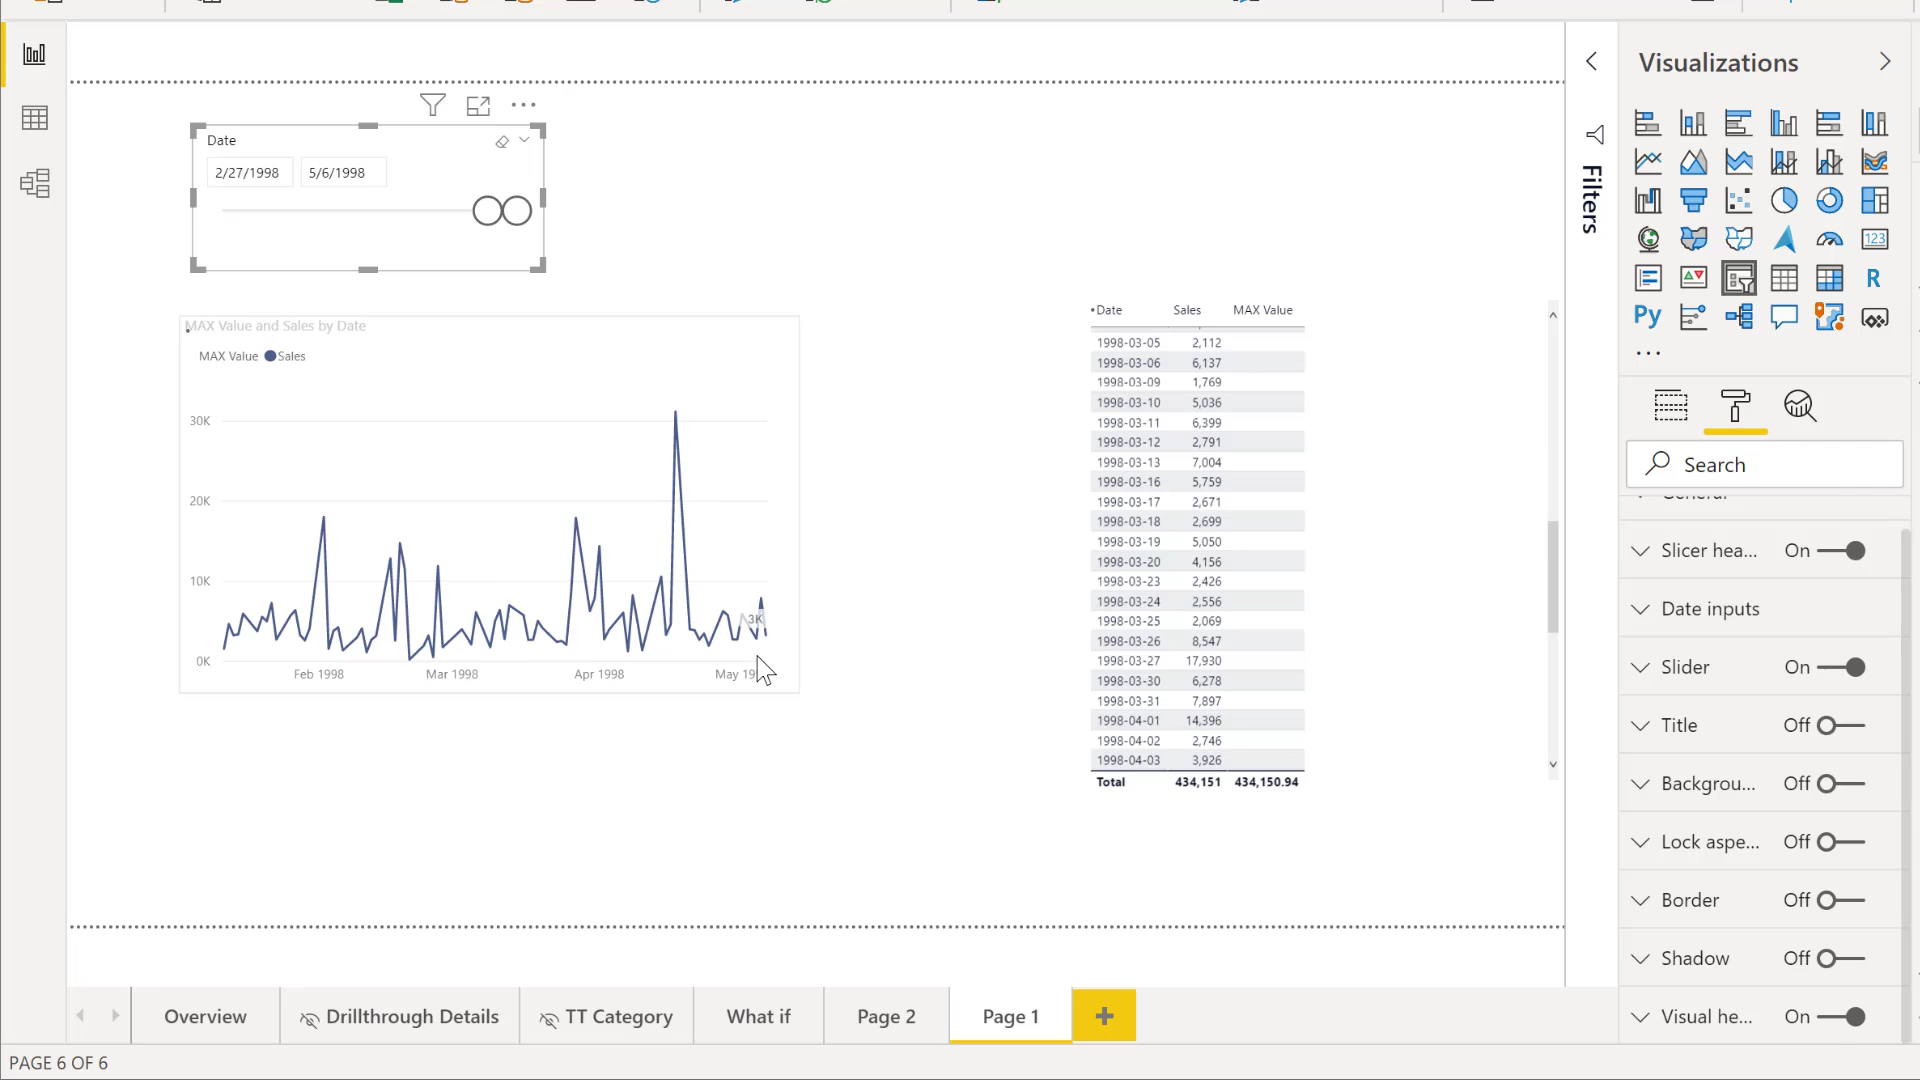 Visualizations
Date
2/27/1998 5/6/1998
Filters
123
R
Py
Search
General
Slicer hea... On
Date inputs
Slider On
Title Off
Backgrou... Off
Lock aspe... Off
Border Off
Shadow Off
Visual he... On
MAX Value and Sales by Date
MAX Value Sales
30K
20K
10K
0K
3K
Feb 1998 Mar 1998 Apr 1998 May 19
Date Sales MAX Value
1998-03-05 2,112
1998-03-06 6,137
1998-03-09 1,769
1998-03-10 5,036
1998-03-11 6,399
1998-03-12 2,791
1998-03-13 7,004
1998-03-16 5,759
1998-03-17 2,671
1998-03-18 2,699
1998-03-19 5,050
1998-03-20 4,156
1998-03-23 2,426
1998-03-24 2,556
1998-03-25 2,069
1998-03-26 8,547
1998-03-27 17,930
1998-03-30 6,278
1998-03-31 7,897
1998-04-01 14,396
1998-04-02 2,746
1998-04-03 3,926
Total 434,151 434,150.94
Overview Drillthrough Details TT Category What if Page 2 Page 1
PAGE 6 OF 6